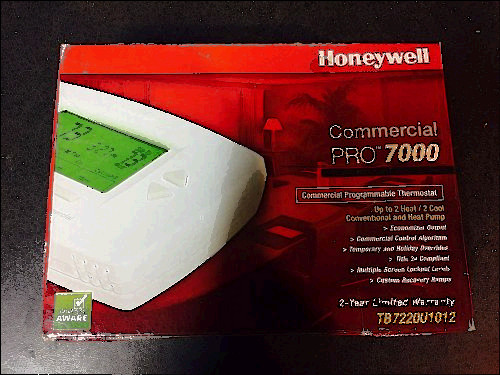 Honeywell
Commercial
PRO™ 7000
Commercial Programmable Thermostat
Up to 2 Heat / 2 Cool
Conventional and Heat Pump
> Economizer Output
> Commercial Control Algorithm
> Temporary and Holiday Overrides
> Title 24 Compliant
> Multiple Screen Lockout Levels
> Custom Recovery Ramps
2-Year Limited Warranty
TB7220U1012
AWARE
73